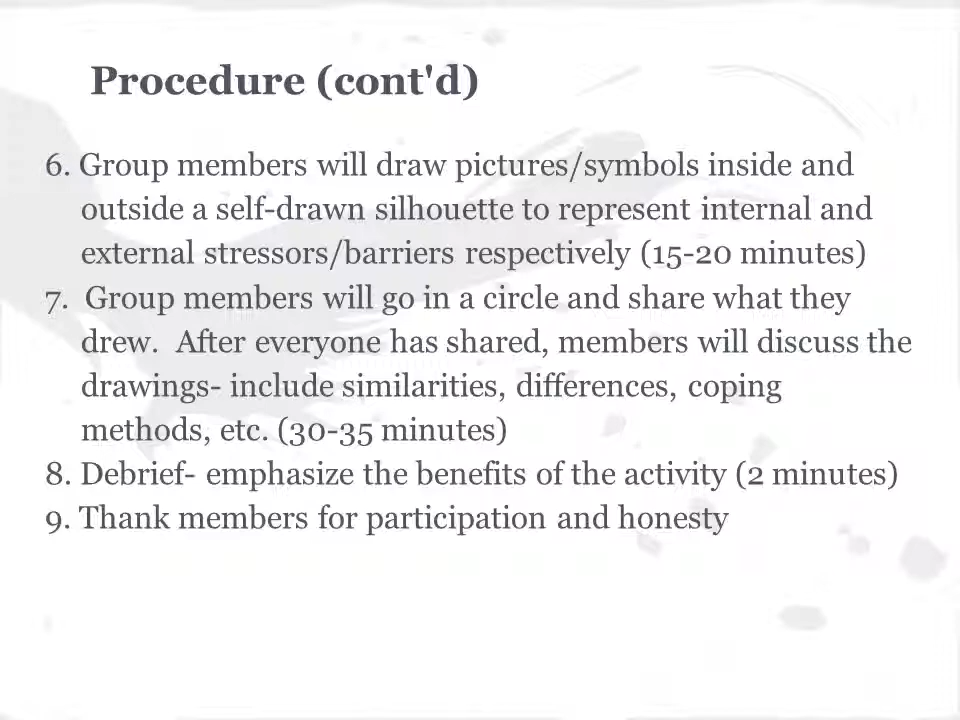 Procedure (cont'd)
6. Group members will draw pictures/symbols inside and
outside a self-drawn silhouette to represent internal and
external stressors/barriers respectively (15-20 minutes)
7.  Group members will go in a circle and share what they
drew.  After everyone has shared, members will discuss the
drawings- include similarities, differences, coping
methods, etc. (30-35 minutes)
8. Debrief- emphasize the benefits of the activity (2 minutes)
9. Thank members for participation and honesty